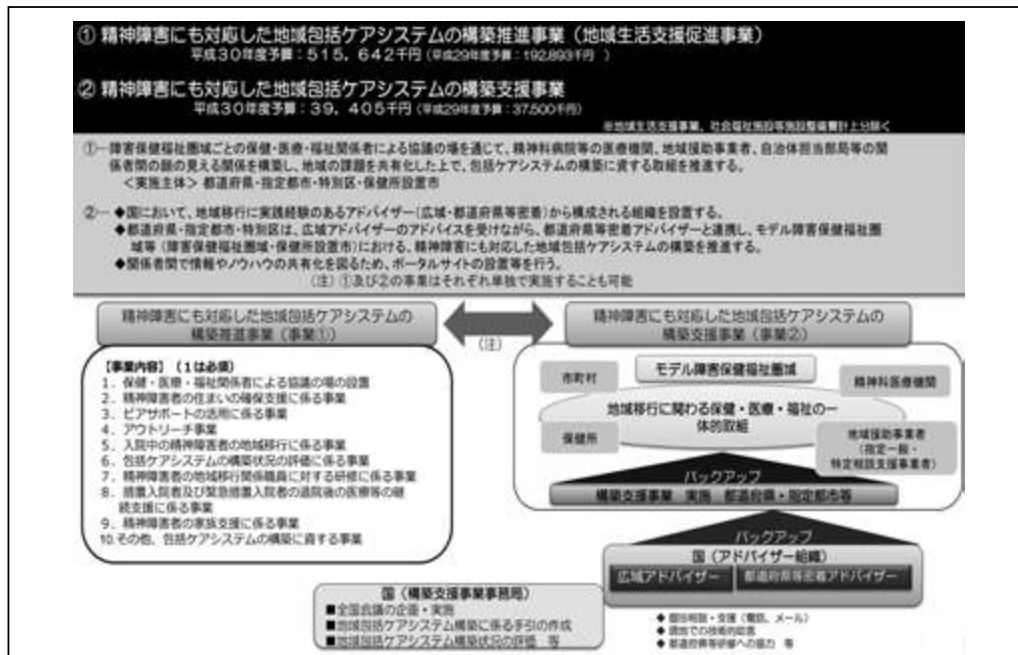 ① 精神障害にも対応した地域包括ケアシステムの構築推進事業（地域生活支援促進事業）
平成30年度予算：515，642千円（平成29年度予算：192,893千円　）
② 精神障害にも対応した地域包括ケアシステムの構築支援事業
平成30年度予算：39，405千円（平成29年度予算：37,500千円）
※地域生活支援事業、社会福祉施設等施設整備費計上分除く
①…障害保健福祉圏域ごとの保健・医療・福祉関係者による協議の場を通じて、精神科病院等の医療機関、地域援助事業者、自治体担当部局等の関
係者間の顔の見える関係を構築し、地域の課題を共有化した上で、包括ケアシステムの構築に資する取組を推進する。
＜実施主体＞ 都道府県・指定都市・特別区・保健所設置市
②… ◆国において、地域移行に実践経験のあるアドバイザー（広域・都道府県等密着）から構成される組織を設置する。
◆都道府県・指定都市・特別区は、広域アドバイザーのアドバイスを受けながら、都道府県等密着アドバイザーと連携し、モデル障害保健福祉圏
域等（障害保健福祉圏域・保健所設置市）における、精神障害にも対応した地域包括ケアシステムの構築を推進する。
◆関係者間で情報やノウハウの共有化を図るため、ポータルサイトの設置等を行う。
（注）①及び②の事業はそれぞれ単独で実施することも可能
精神障害にも対応した地域包括ケアシステムの
構築推進事業（事業①）
（注）
精神障害にも対応した地域包括ケアシステムの
構築支援事業（事業②）
【事業内容】（１は必須）
１．保健・医療・福祉関係者による協議の場の設置
２．精神障害者の住まいの確保支援に係る事業
３．ピアサポートの活用に係る事業
４．アウトリーチ事業
５．入院中の精神障害者の地域移行に係る事業
６．包括ケアシステムの構築状況の評価に係る事業
７．精神障害者の地域移行関係職員に対する研修に係る事業
８．措置入院者及び緊急措置入院者の退院後の医療等の継
続支援に係る事業
９．精神障害者の家族支援に係る事業
10.その他、包括ケアシステムの構築に資する事業
市町村
モデル障害保健福祉圏域
精神科医療機関
地域移行に関わる保健・医療・福祉の一
体的取組
保健所
地域援助事業者
（指定一般・
特定相談支援事業者）
バックアップ
構築支援事業　実施　都道府県・指定都市等
バックアップ
国（アドバイザー組織）
広域アドバイザー
都道府県等密着アドバイザー
国（構築支援事業事務局）
■全国会議の企画・実施
■地域包括ケアシステム構築に係る手引の作成
■地域包括ケアシステム構築状況の評価　等
◆ 個別相談・支援（電話、メール）
◆ 現地での技術的助言
◆ 都道府県等研修への協力　等